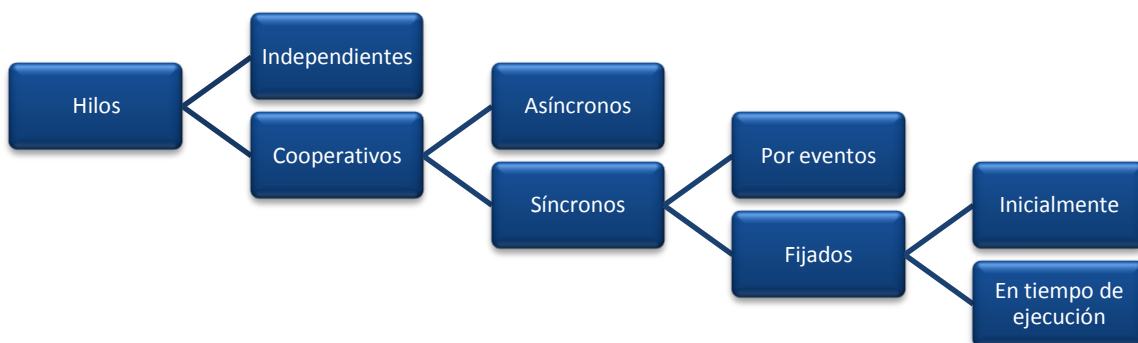 Hilos
Independientes
Cooperativos
Asíncronos
Síncronos
Por eventos
Fijados
Inicialmente
En tiempo de
ejecución